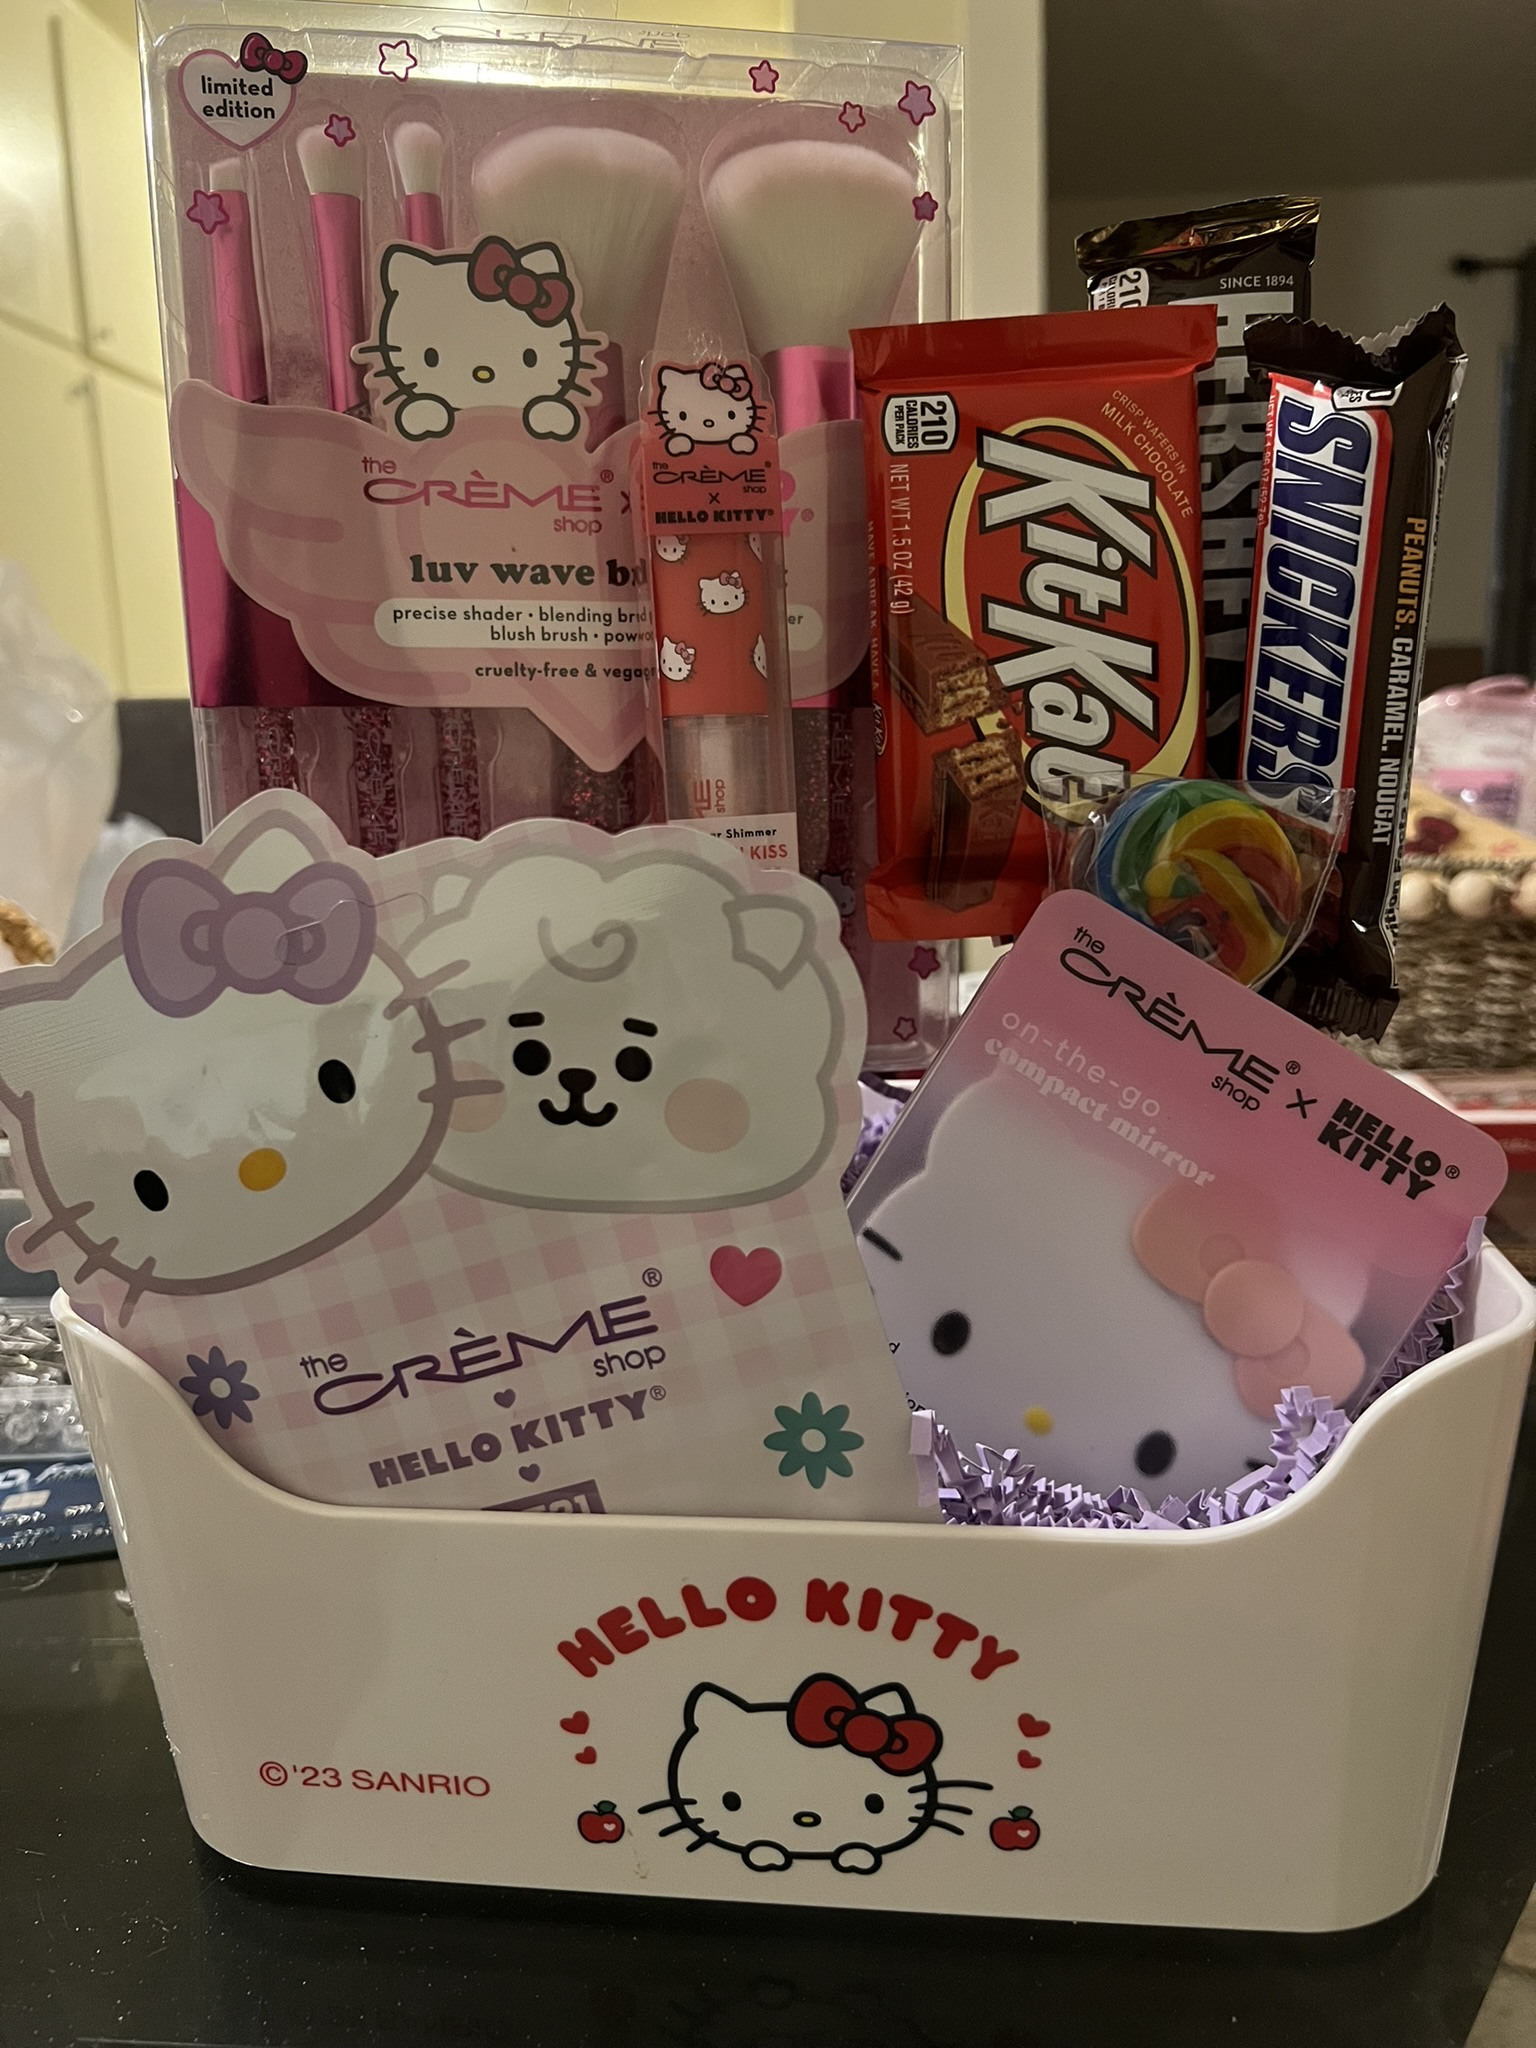 limited
edition
the
CRÈME®
shop
x
luv wave
precise shader • blending
blush brush •
cruelty-free &
the
CRÈME®
shop
x
HELLO KITTY®
Shimmer
KISS
210
CALORIES
PER PACK
NET WT 1.5 OZ (42 g)
CRISP WAFERS IN
MILK CHOCOLATE
KitKat
HAVE A BREAK, HAVE A
SINCE 1894
HERSHEY'S
SNICKERS
PEANUTS, CARAMEL, NOUGAT
the
CRÈME®
shop
x
HELLO
KITTY®
on-the-go
compact mirror
the
CRÈME®
shop
HELLO KITTY®
HELLO KITTY
©'23 SANRIO